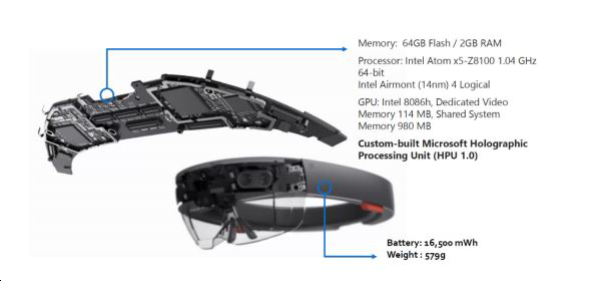 Memory: 64GB Flash / 2GB RAM
Processor: Intel Atom x5-Z8100 1.04 GHz
64-bit
Intel Airmont (14nm) 4 Logical
GPU: Intel 8086h, Dedicated Video
Memory 114 MB, Shared System
Memory 980 MB
Custom-built Microsoft Holographic
Processing Unit (HPU 1.0)
Battery: 16,500 mWh
Weight : 579g